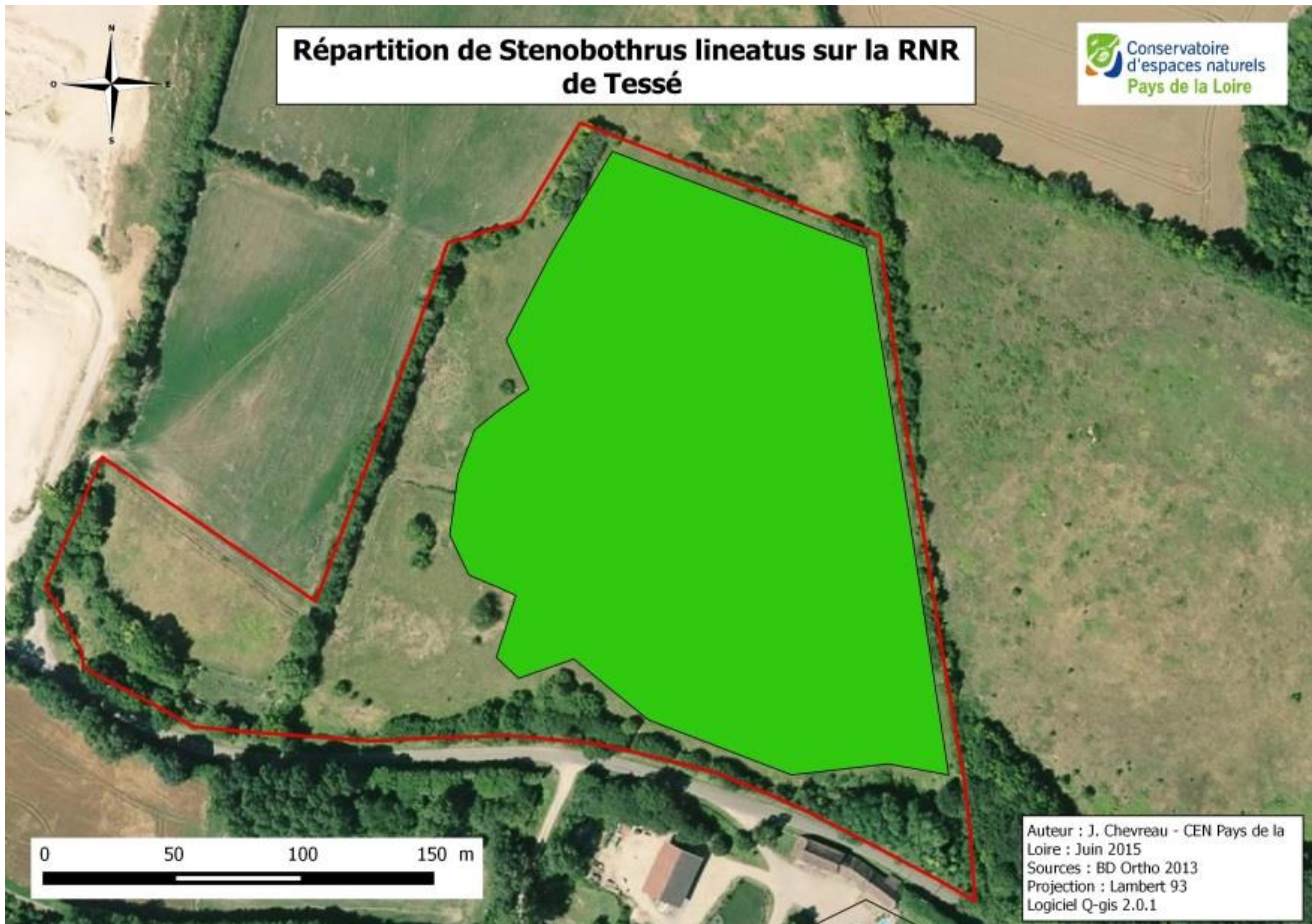 Répartition de Stenobothrus lineatus sur la RNR
de Tessé
Conservatoire
d'espaces naturels
Pays de la Loire
N
O
E
S
0 50 100 150 m
Auteur : J. Chevreau - CEN Pays de la
Loire : Juin 2015
Sources : BD Ortho 2013
Projection : Lambert 93
Logiciel Q-gis 2.0.1